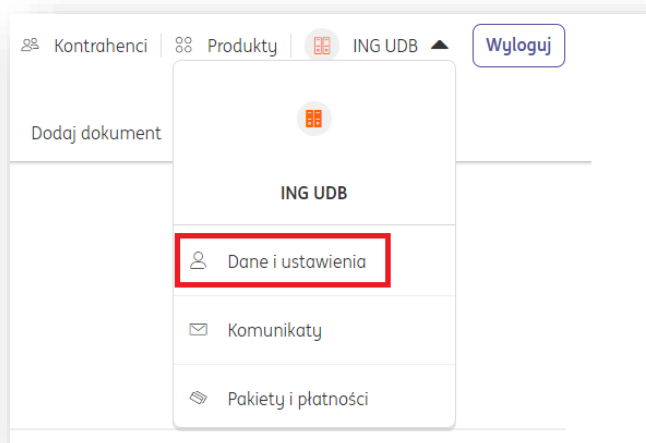 Kontrahenci Produkty ING UDB Wyloguj
Dodaj dokument
ING UDB
Dane i ustawienia
Komunikaty
Pakiety i płatności